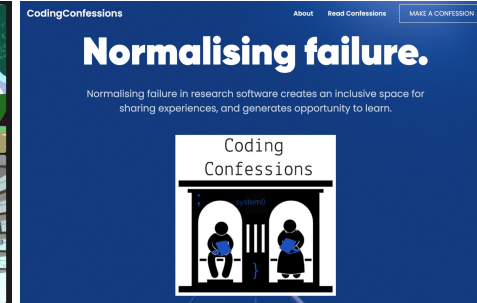 CodingConfessions
About Read Confessions MAKE A CONFESSION
Normalising failure.
Normalising failure in research software creates an inclusive space for
sharing experiences, and generates opportunity to learn.
Coding
Confessions
system()
;
}